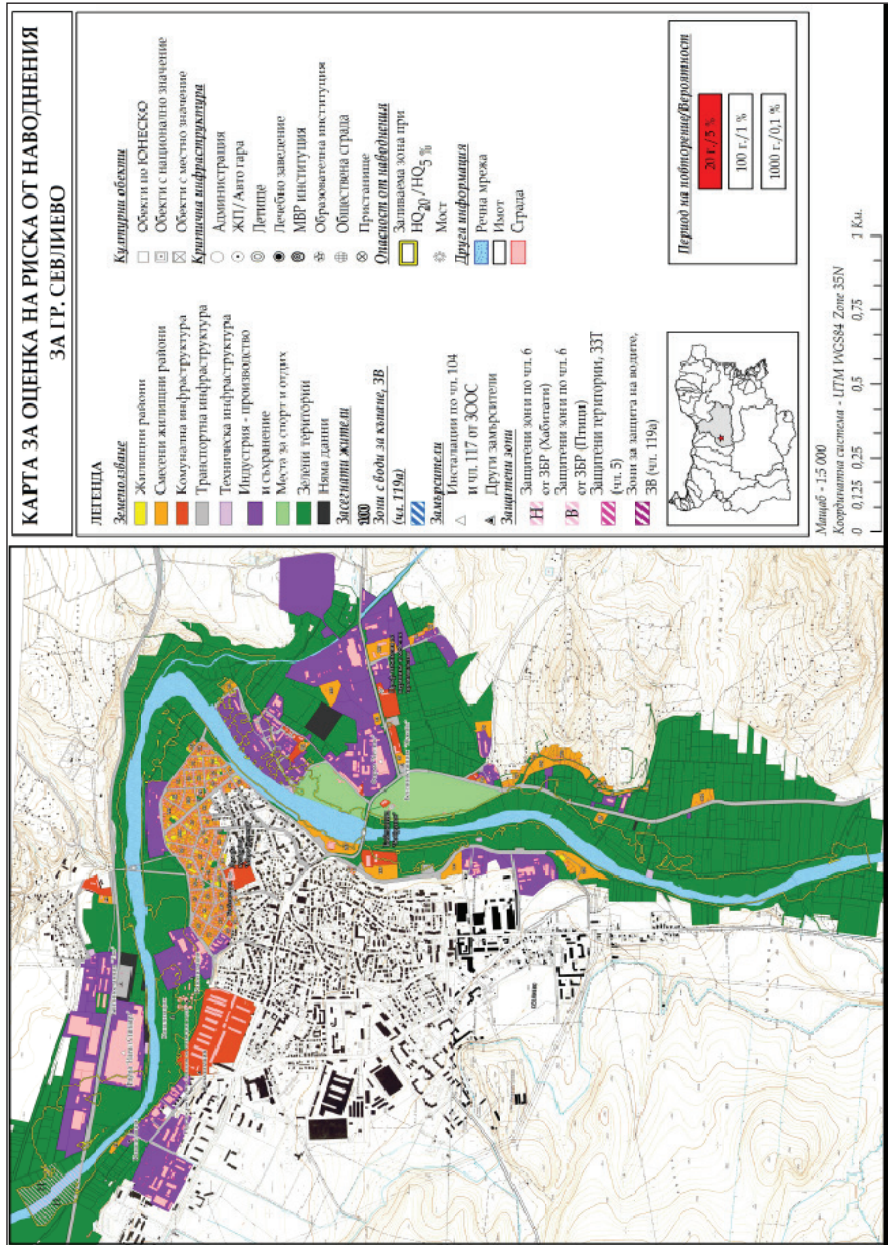 КАРТА ЗА ОЦЕНКА НА РИСКА ОТ НАВОДНЕНИЯ
ЗА ГР. СЕВЛИЕВО
ЛЕГЕНДА
Земеползване
Жилищни райони
Смесени жилищни райони
Комунална инфраструктура
Транспортна инфраструктура
Техническа инфраструктура
Индустрия - производство
и съхранение
Места за спорт и отдих
Зелени територии
Няма данни
Засегнати жители
100
Зони с води за къпане, ЗВ
(чл. 119а)
Замърсители
Инсталации по чл. 104
и чл. 117 от ЗООС
Други замърсители
Защитени зони
H
Защитени зони по чл. 6
от ЗБР (Хабитати)
B
Защитени зони по чл. 6
от ЗБР (Птици)
Защитени територии, ЗЗТ
(чл. 5)
Зони за защита на водите,
ЗВ (чл. 119а)
Културни обекти
Обекти по ЮНЕСКО
Обекти с национално значение
Обекти с местно значение
Критична инфраструктура
Администрация
ЖП/Авто гара
Летище
Лечебно заведение
МВР институция
Образователна институция
Обществена сграда
Пристанище
Опасност от наводнения
Заливаема зона при
HQ20 /HQ5 %
Мост
Друга информация
Речна мрежа
Имот
Сграда
Период на повторение/Вероятност
20 г./5 %
100 г./1 %
1000 г./0,1 %
Мащаб - 1:5 000
Координатна система - UTM WGS84 Zone 35N
0 0,125 0,25 0,5 0,75 1 Км.